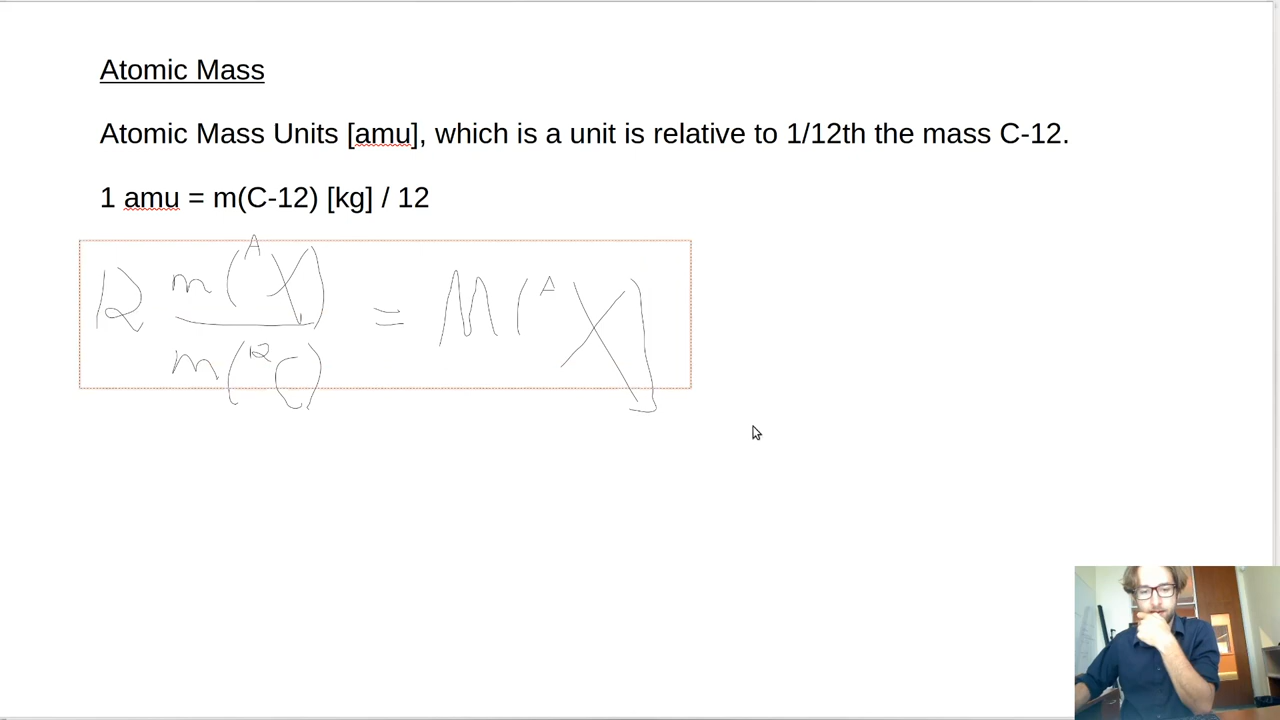 Atomic Mass
Atomic Mass Units [amu], which is a unit is relative to 1/12th the mass C-12.
1 amu = m(C-12) [kg] / 12
12 m(ᴬX) / m(¹²C) = M(ᴬX)